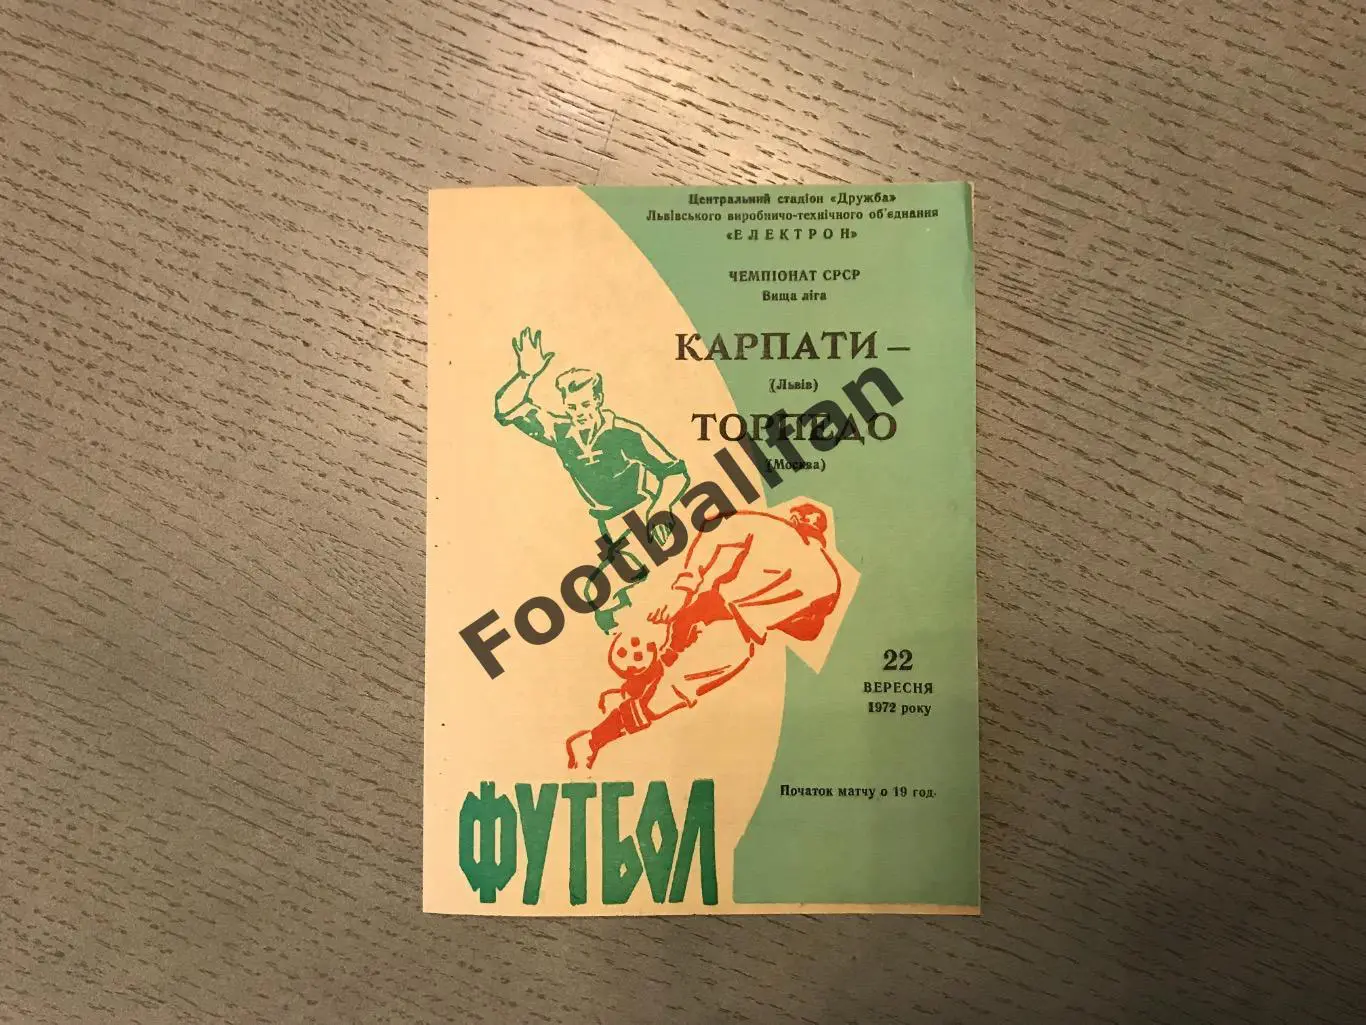 Центральний стадіон «Дружба»
Львівського виробничо-технічного об'єднання
«ЕЛЕКТРОН»
ЧЕМПІОНАТ СРСР
Вища ліга
КАРПАТИ –
(Львів)
ТОРПЕДО
(Москва)
Footballfan
22
ВЕРЕСНЯ
1972 року
Початок матчу о 19 год.
ФУТБОЛ